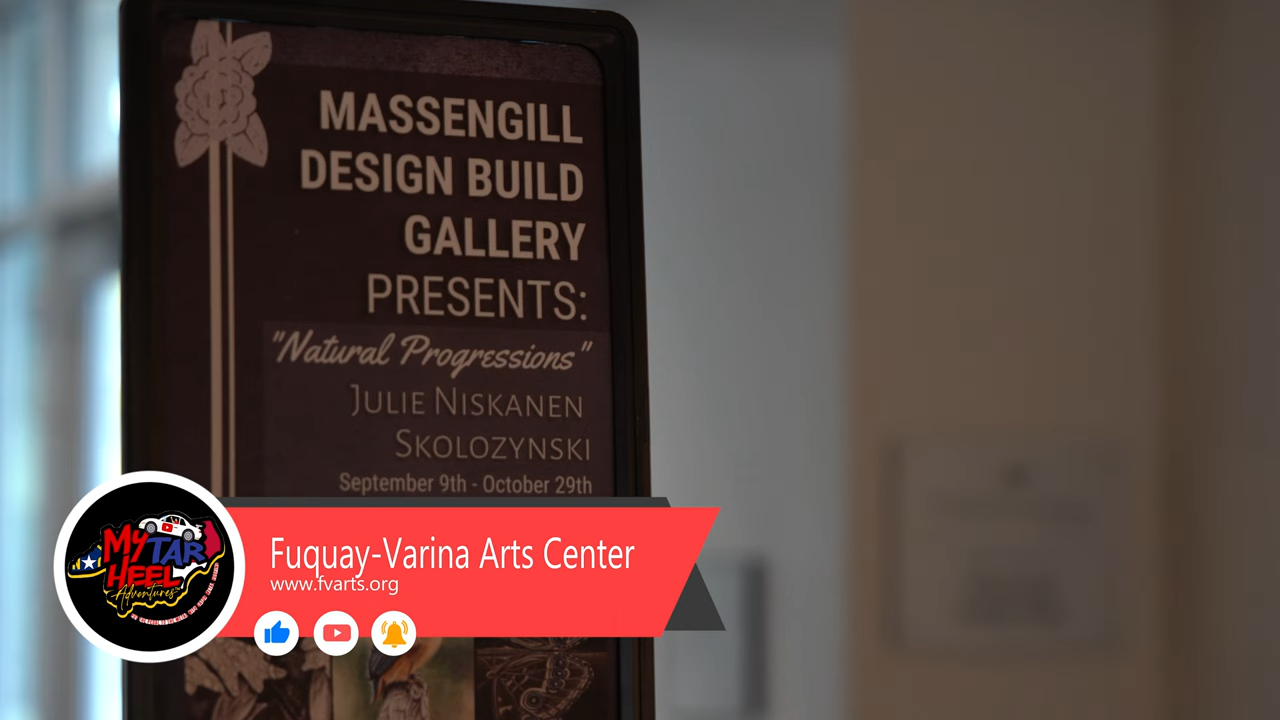 MASSENGILL
DESIGN BUILD
GALLERY
PRESENTS:
"Natural Progressions"
JULIE NISKANEN
SKOLOZYNSKI
September 9th - October 29th
Fuquay-Varina Arts Center
www.fvarts.org
MY TAR
HEEL
Adventures